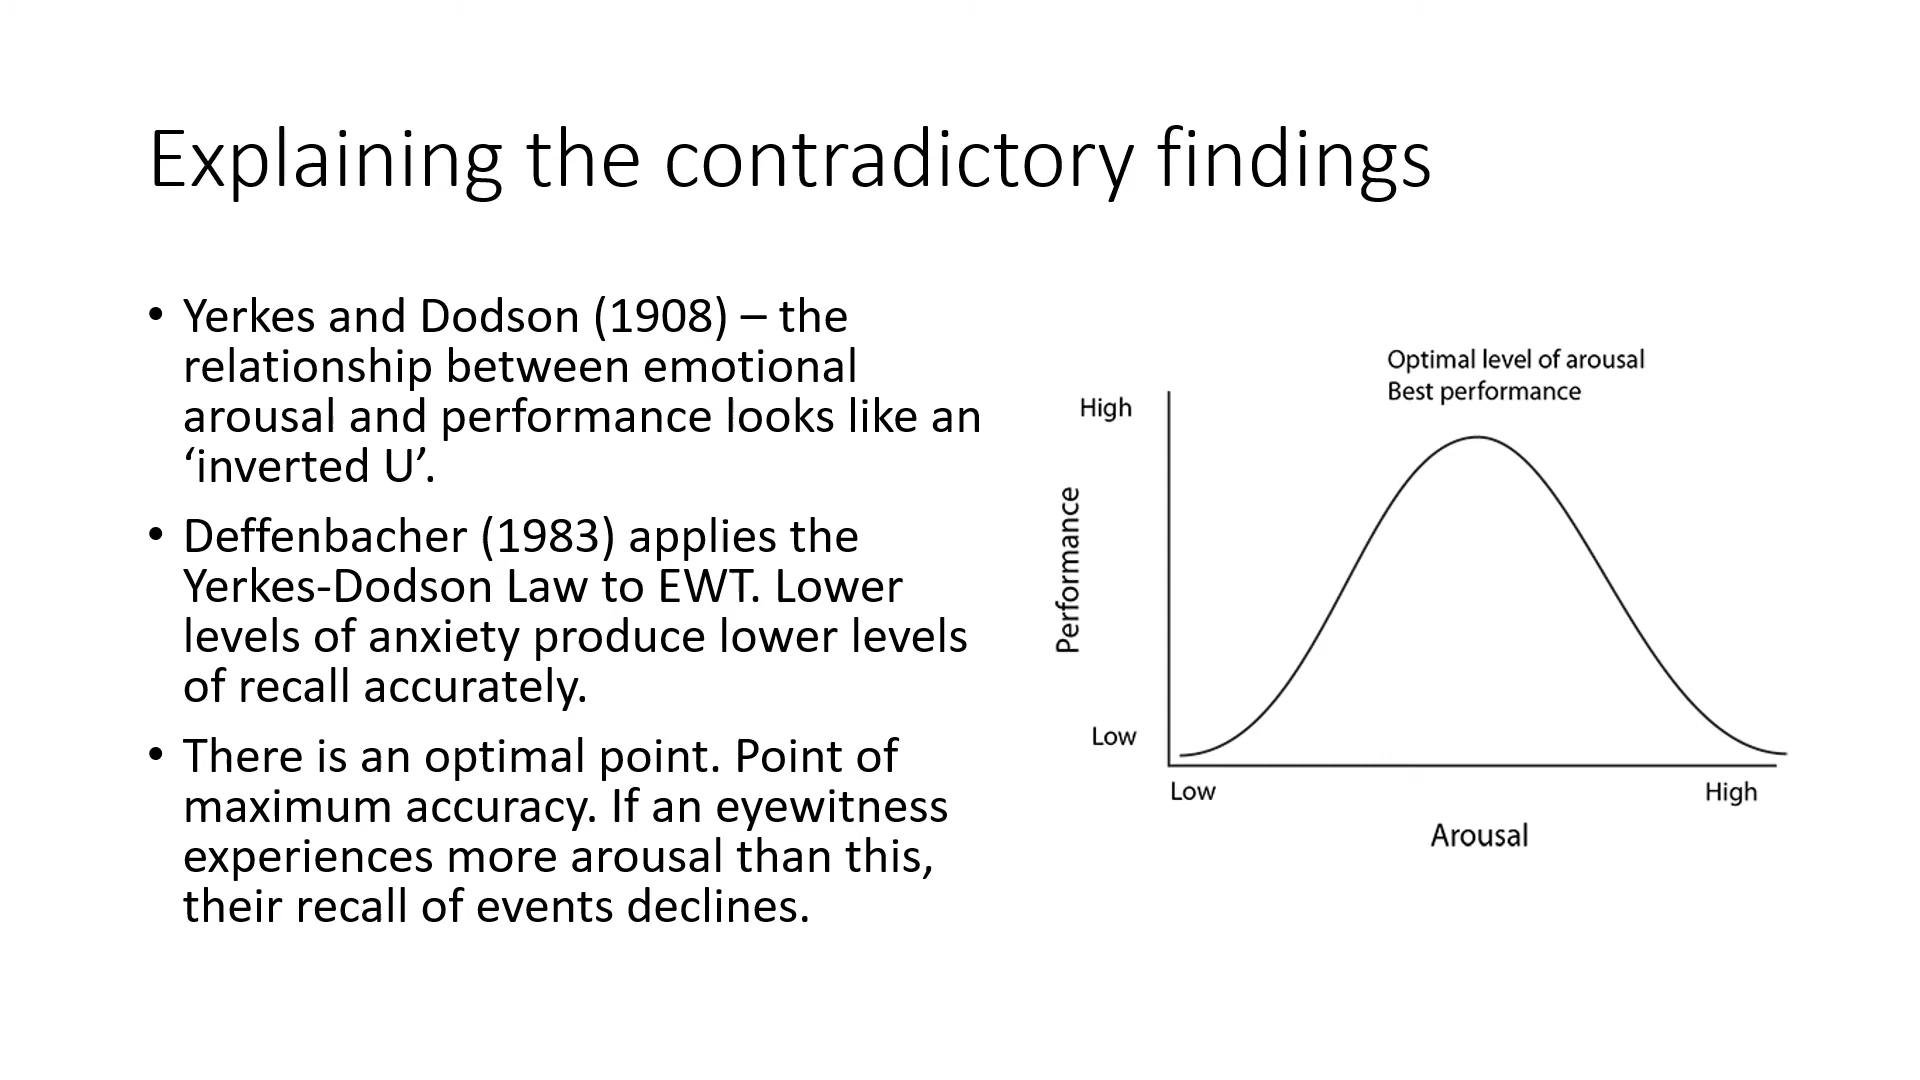 Explaining the contradictory findings
• Yerkes and Dodson (1908) – the
relationship between emotional
arousal and performance looks like an
‘inverted U’.
• Deffenbacher (1983) applies the
Yerkes-Dodson Law to EWT. Lower
levels of anxiety produce lower levels
of recall accurately.
• There is an optimal point. Point of
maximum accuracy. If an eyewitness
experiences more arousal than this,
their recall of events declines.
Optimal level of arousal
Best performance
High
Performance
Low
Low
High
Arousal